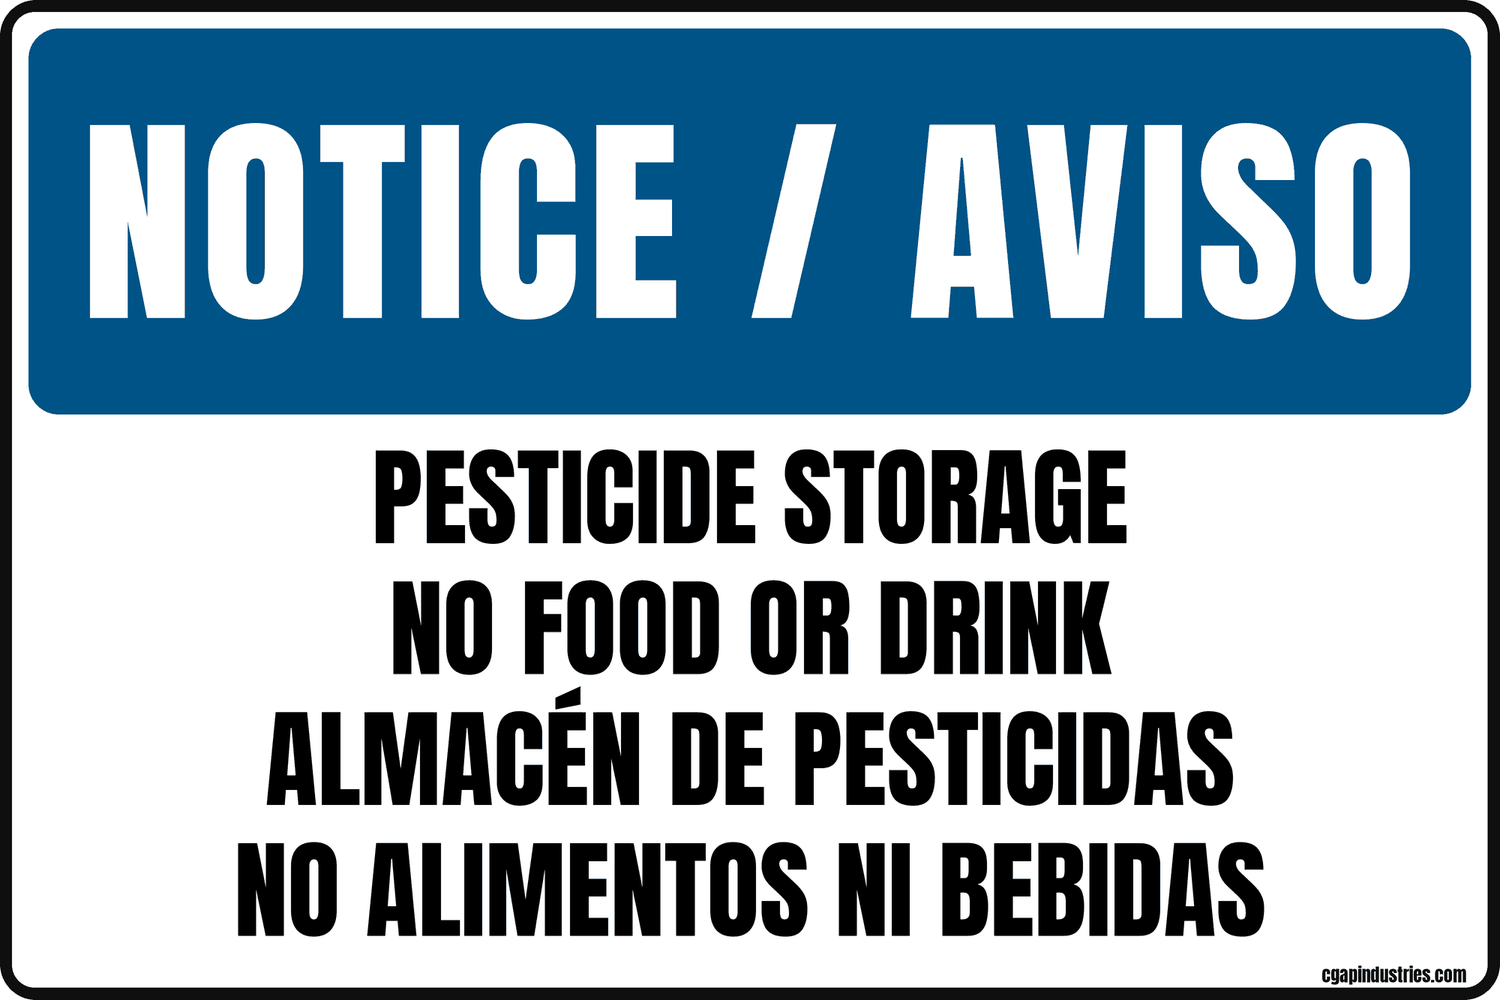 NOTICE / AVISO
PESTICIDE STORAGE
NO FOOD OR DRINK
ALMACÉN DE PESTICIDAS
NO ALIMENTOS NI BEBIDAS
cgapindustries.com